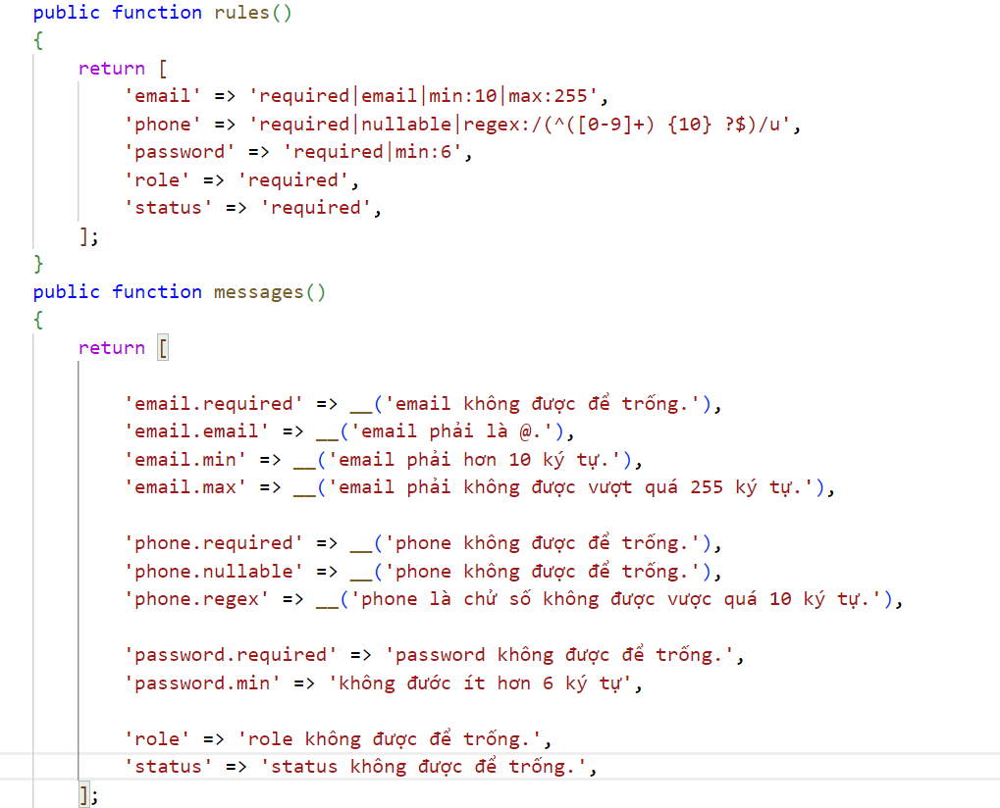 public function rules()
{
    return [
        'email' => 'required|email|min:10|max:255',
        'phone' => 'required|nullable|regex:/(^([0-9]+) {10} ?$)/u',
        'password' => 'required|min:6',
        'role' => 'required',
        'status' => 'required',
    ];
}
public function messages()
{
    return [
        'email.required' => __('email không được để trống.'),
        'email.email' => __('email phải là @.'),
        'email.min' => __('email phải hơn 10 ký tự.'),
        'email.max' => __('email phải không được vượt quá 255 ký tự.'),
        'phone.required' => __('phone không được để trống.'),
        'phone.nullable' => __('phone không được để trống.'),
        'phone.regex' => __('phone là chử số không được vược quá 10 ký tự.'),
        'password.required' => 'password không được để trống.',
        'password.min' => 'không đước ít hơn 6 ký tự',
        'role' => 'role không được để trống.',
        'status' => 'status không được để trống.',
    ];